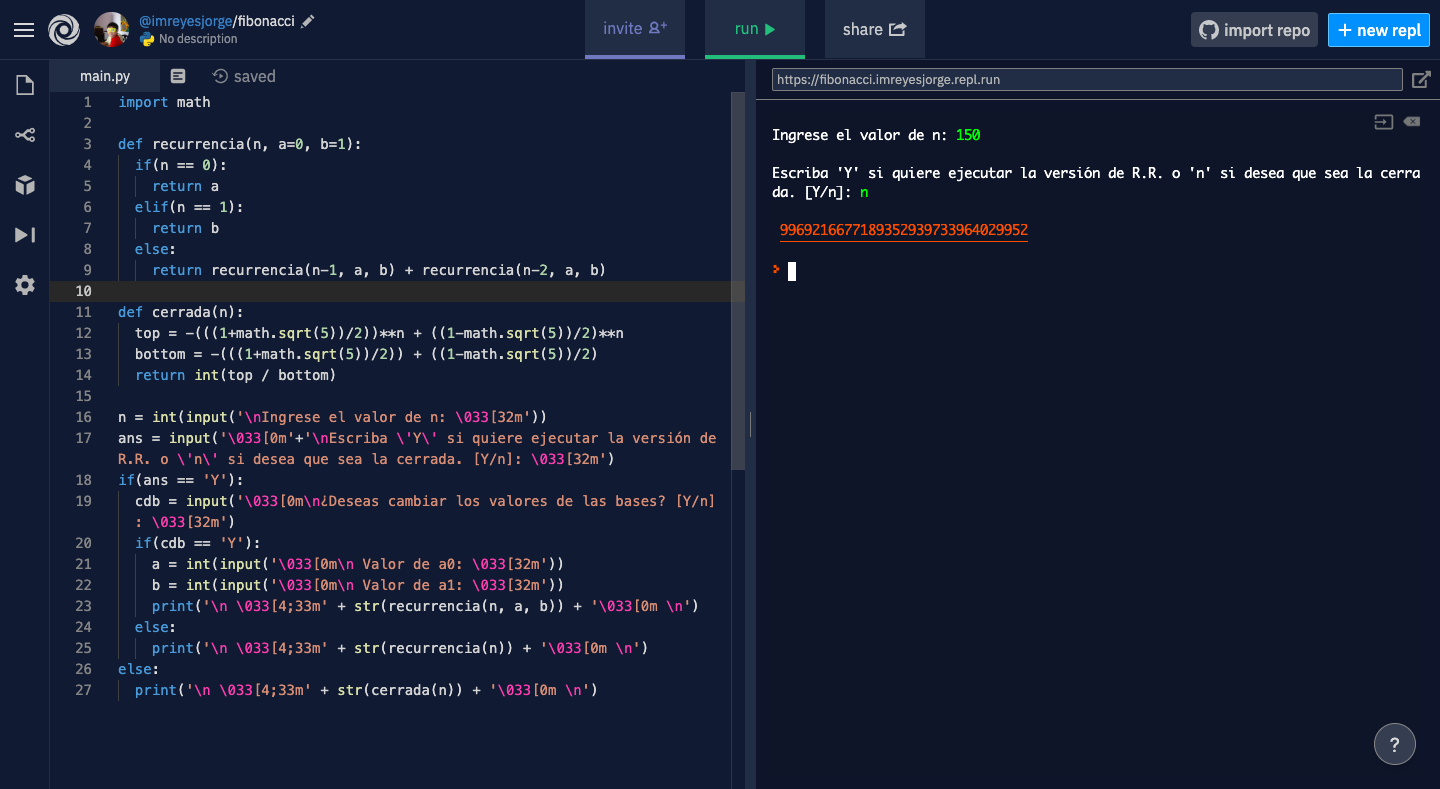 @imreyesjorge/fibonacci
No description
invite
run
share
import repo
+ new repl
main.py
saved
1 import math
2
3 def recurrencia(n, a=0, b=1):
4 if(n == 0):
5 return a
6 elif(n == 1):
7 return b
8 else:
9 return recurrencia(n-1, a, b) + recurrencia(n-2, a, b)
10
11 def cerrada(n):
12 top = -(((1+math.sqrt(5))/2))**n + ((1-math.sqrt(5))/2)**n
13 bottom = -(((1+math.sqrt(5))/2)) + ((1-math.sqrt(5))/2)
14 return int(top / bottom)
15
16 n = int(input('\nIngrese el valor de n: \033[32m'))
17 ans = input('\033[0m'+'\nEscriba \'Y\' si quiere ejecutar la versión de
R.R. o \'n\' si desea que sea la cerrada. [Y/n]: \033[32m')
18 if(ans == 'Y'):
19 cdb = input('\033[0m\n¿Deseas cambiar los valores de las bases? [Y/n]
: \033[32m')
20 if(cdb == 'Y'):
21 a = int(input('\033[0m\n Valor de a0: \033[32m'))
22 b = int(input('\033[0m\n Valor de a1: \033[32m'))
23 print('\n \033[4;33m' + str(recurrencia(n, a, b)) + '\033[0m \n')
24 else:
25 print('\n \033[4;33m' + str(recurrencia(n)) + '\033[0m \n')
26 else:
27 print('\n \033[4;33m' + str(cerrada(n)) + '\033[0m \n')
https://fibonacci.imreyesjorge.repl.run
Ingrese el valor de n: 150
Escriba 'Y' si quiere ejecutar la versión de R.R. o 'n' si desea que sea la cerra
da. [Y/n]: n
9969216677189352939733964029952
?